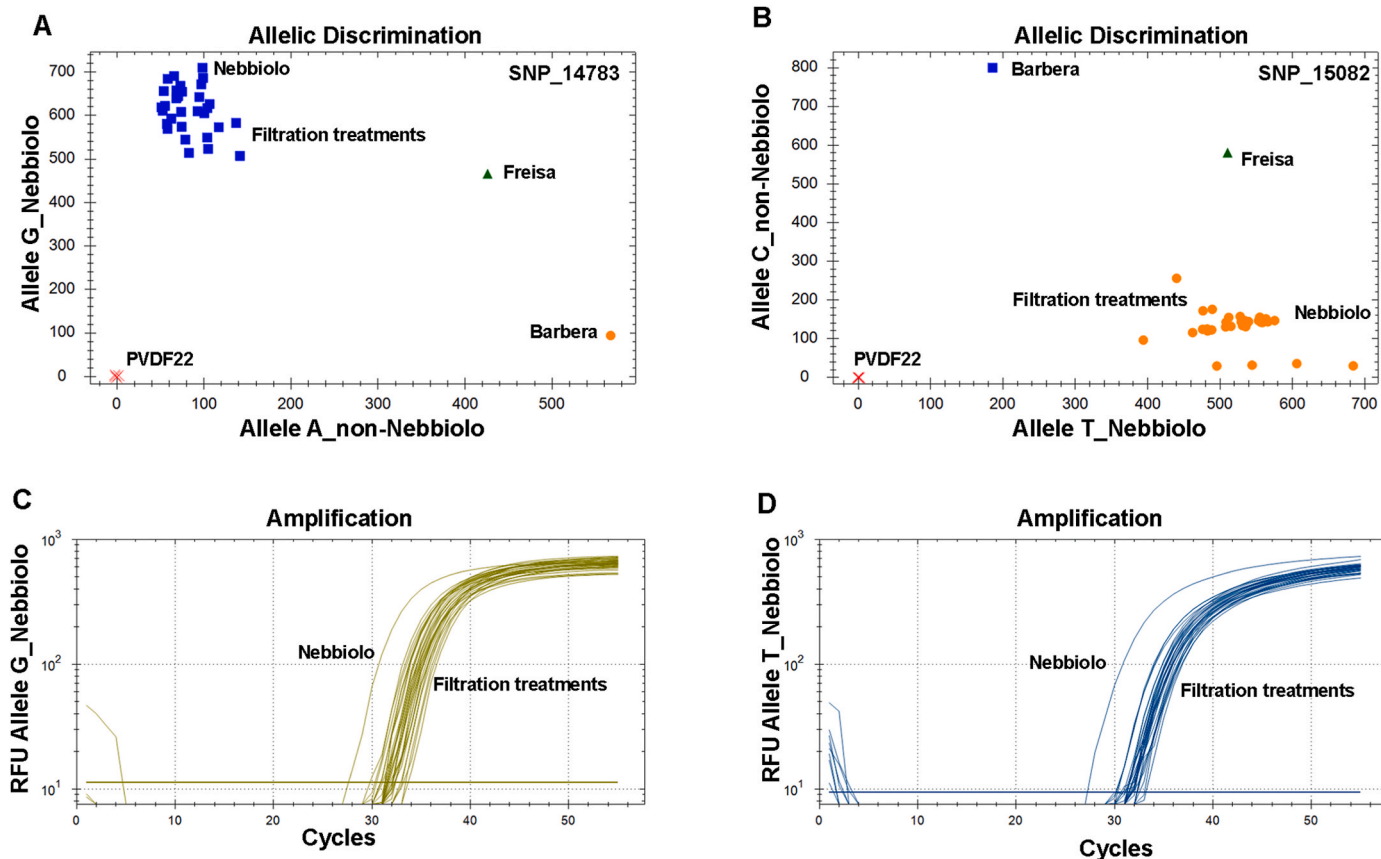 A
Allelic Discrimination
SNP_14783
Allele G_Nebbiolo
700
600
500
400
300
200
100
0
Nebbiolo
Filtration treatments
Freisa
Barbera
PVDF22
0 100 200 300 400 500
Allele A_non-Nebbiolo
B
Allelic Discrimination
SNP_15082
Allele C_non-Nebbiolo
800
700
600
500
400
300
200
100
0
Barbera
Freisa
Filtration treatments
Nebbiolo
PVDF22
0 100 200 300 400 500 600 700
Allele T_Nebbiolo
C
Amplification
RFU Allele G_Nebbiolo
10³
10²
10¹
Nebbiolo
Filtration treatments
0 10 20 30 40 50
Cycles
D
Amplification
RFU Allele T_Nebbiolo
10³
10²
10¹
Nebbiolo
Filtration treatments
0 10 20 30 40 50
Cycles